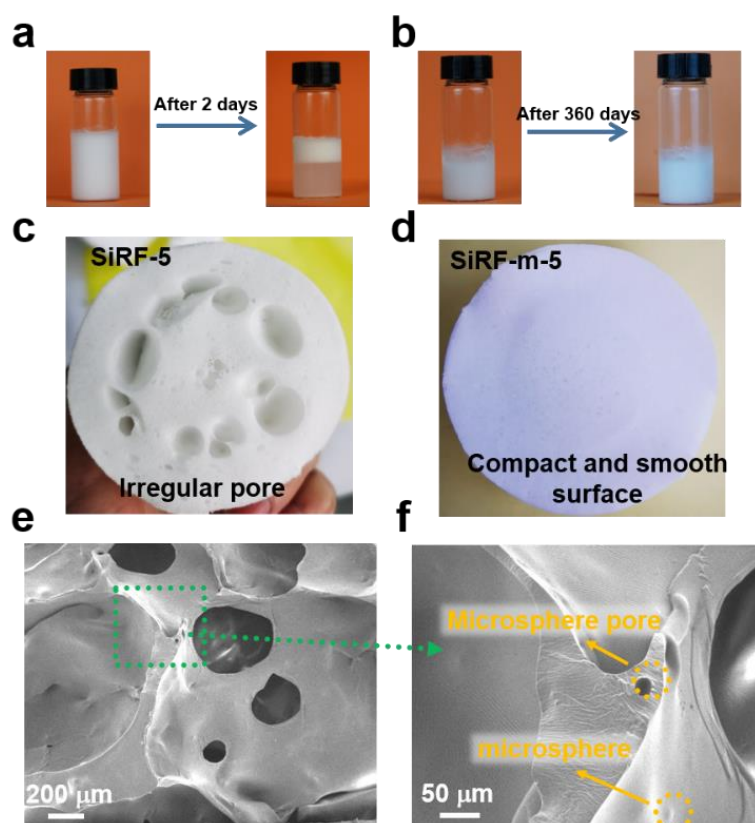 a
b
After 2 days
After 360 days
c
d
SiRF-5
SiRF-m-5
Irregular pore
Compact and smooth
surface
e
f
Microsphere pore
microsphere
200 μm
50 μm